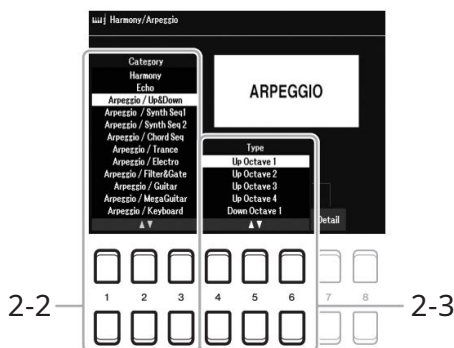 Harmony/Arpeggio
Category
Harmony
Echo
Arpeggio / Up&Down
Arpeggio / Synth Seq1
Arpeggio / Synth Seq 2
Arpeggio / Chord Seq
Arpeggio / Trance
Arpeggio / Electro
Arpeggio / Filter&Gate
Arpeggio / Guitar
Arpeggio / MegaGuitar
Arpeggio / Keyboard
▲▼
ARPEGGIO
Type
Up Octave 1
Up Octave 2
Up Octave 3
Up Octave 4
Down Octave 1
▲▼
Detail
1 2 3 4 5 6 7 8
2-2
2-3